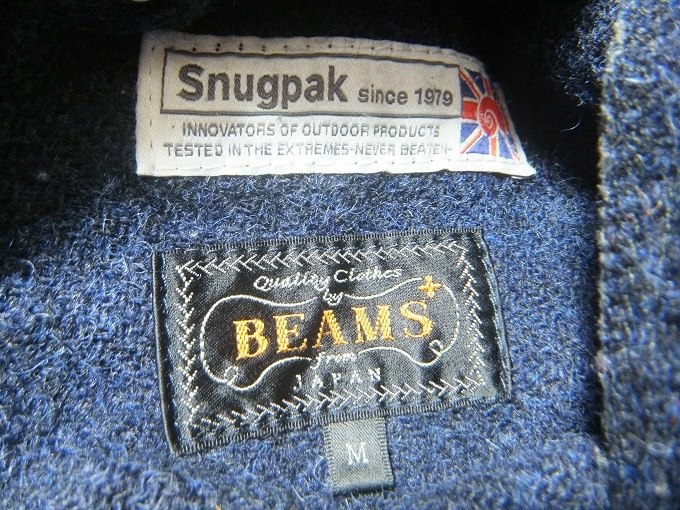 Snugpak since 1979
INNOVATORS OF OUTDOOR PRODUCTS
TESTED IN THE EXTREMES-NEVER BEATEN-
Quality Clothes
by
BEAMS+
from
JAPAN
M